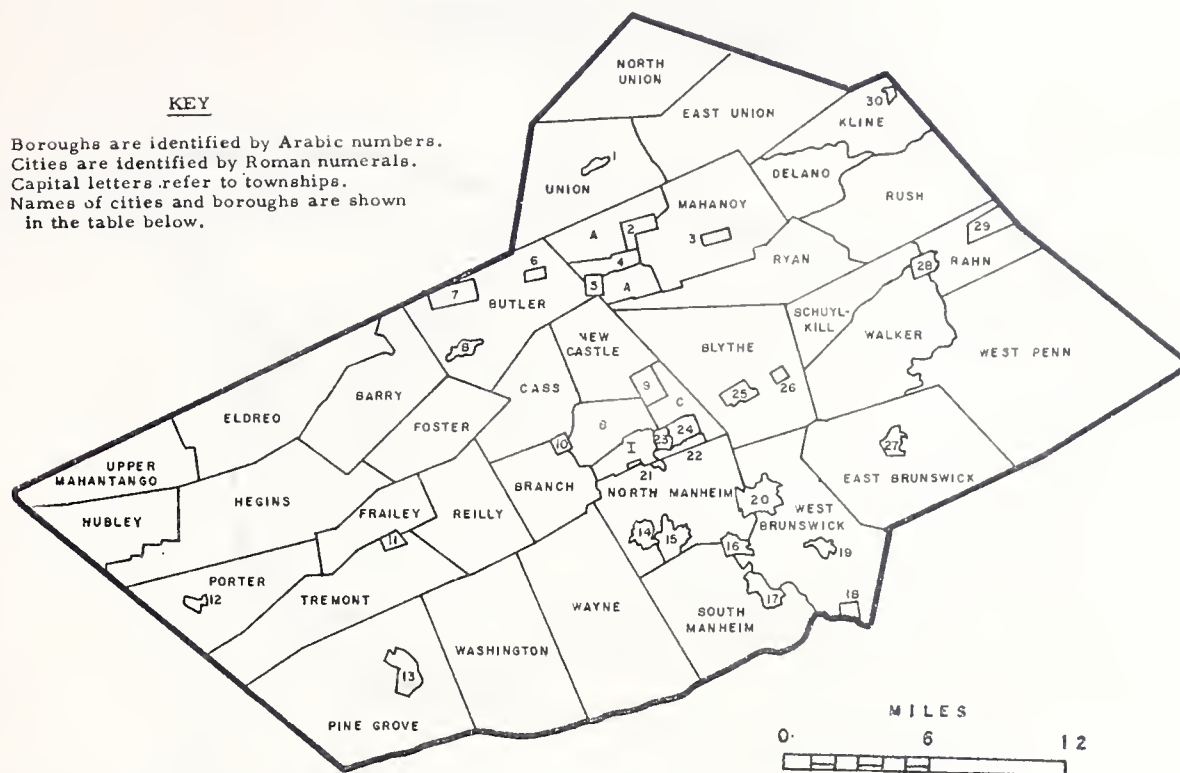 KEY
Boroughs are identified by Arabic numbers.
Cities are identified by Roman numerals.
Capital letters refer to townships.
Names of cities and boroughs are shown
in the table below.
NORTH
UNION
EAST UNION
30
KLINE
1
UNION
DELANO
RUSH
MAHANOY
A
2
3
29
4
RYAN
28
RAHN
6
5
A
7
BUTLER
SCHUYL-
KILL
WALKER
NEW
CASTLE
BLYTHE
WEST PENN
8
26
9
25
CASS
BARRY
ELDREO
C
FOSTER
B
24
10
I
23
27
UPPER
MAHANTANGO
21
22
EAST BRUNSWICK
BRANCH
NORTH MANHEIM
20
HEGINS
WEST
BRUNSWICK
FRAILEY
REILLY
HUBLEY
14
15
16
19
11
PORTER
12
TREMONT
WAYNE
17
18
SOUTH
MANHEIM
WASHINGTON
13
PINE GROVE
MILES
0
6
12